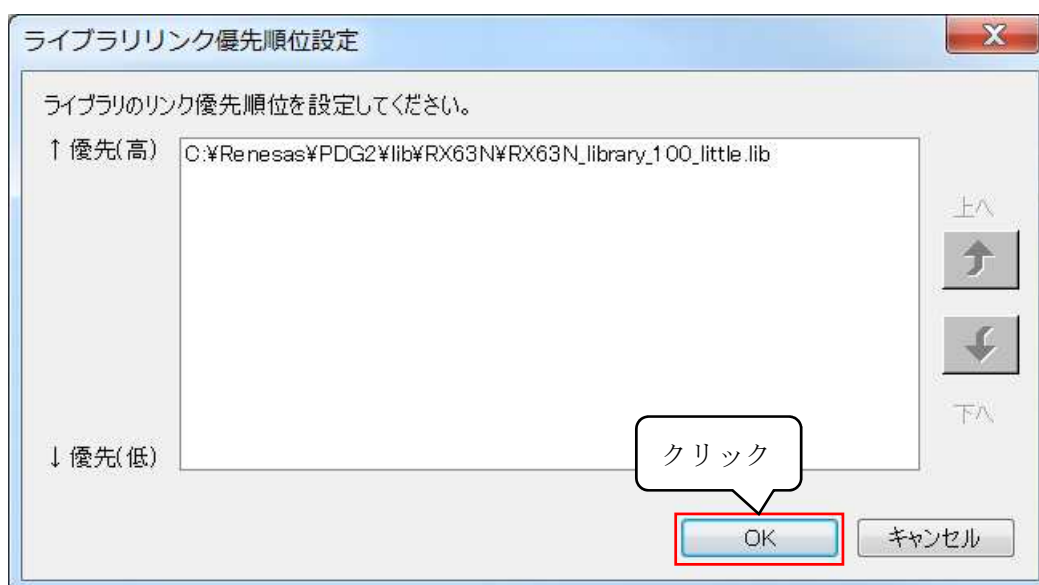 ライブラリリンク優先順位設定
ライブラリのリンク優先順位を設定してください。
↑優先(高)
C:¥Renesas¥PDG2¥lib¥RX63N¥RX63N_library_100_little.lib
上へ
下へ
↓優先(低)
クリック
OK
キャンセル